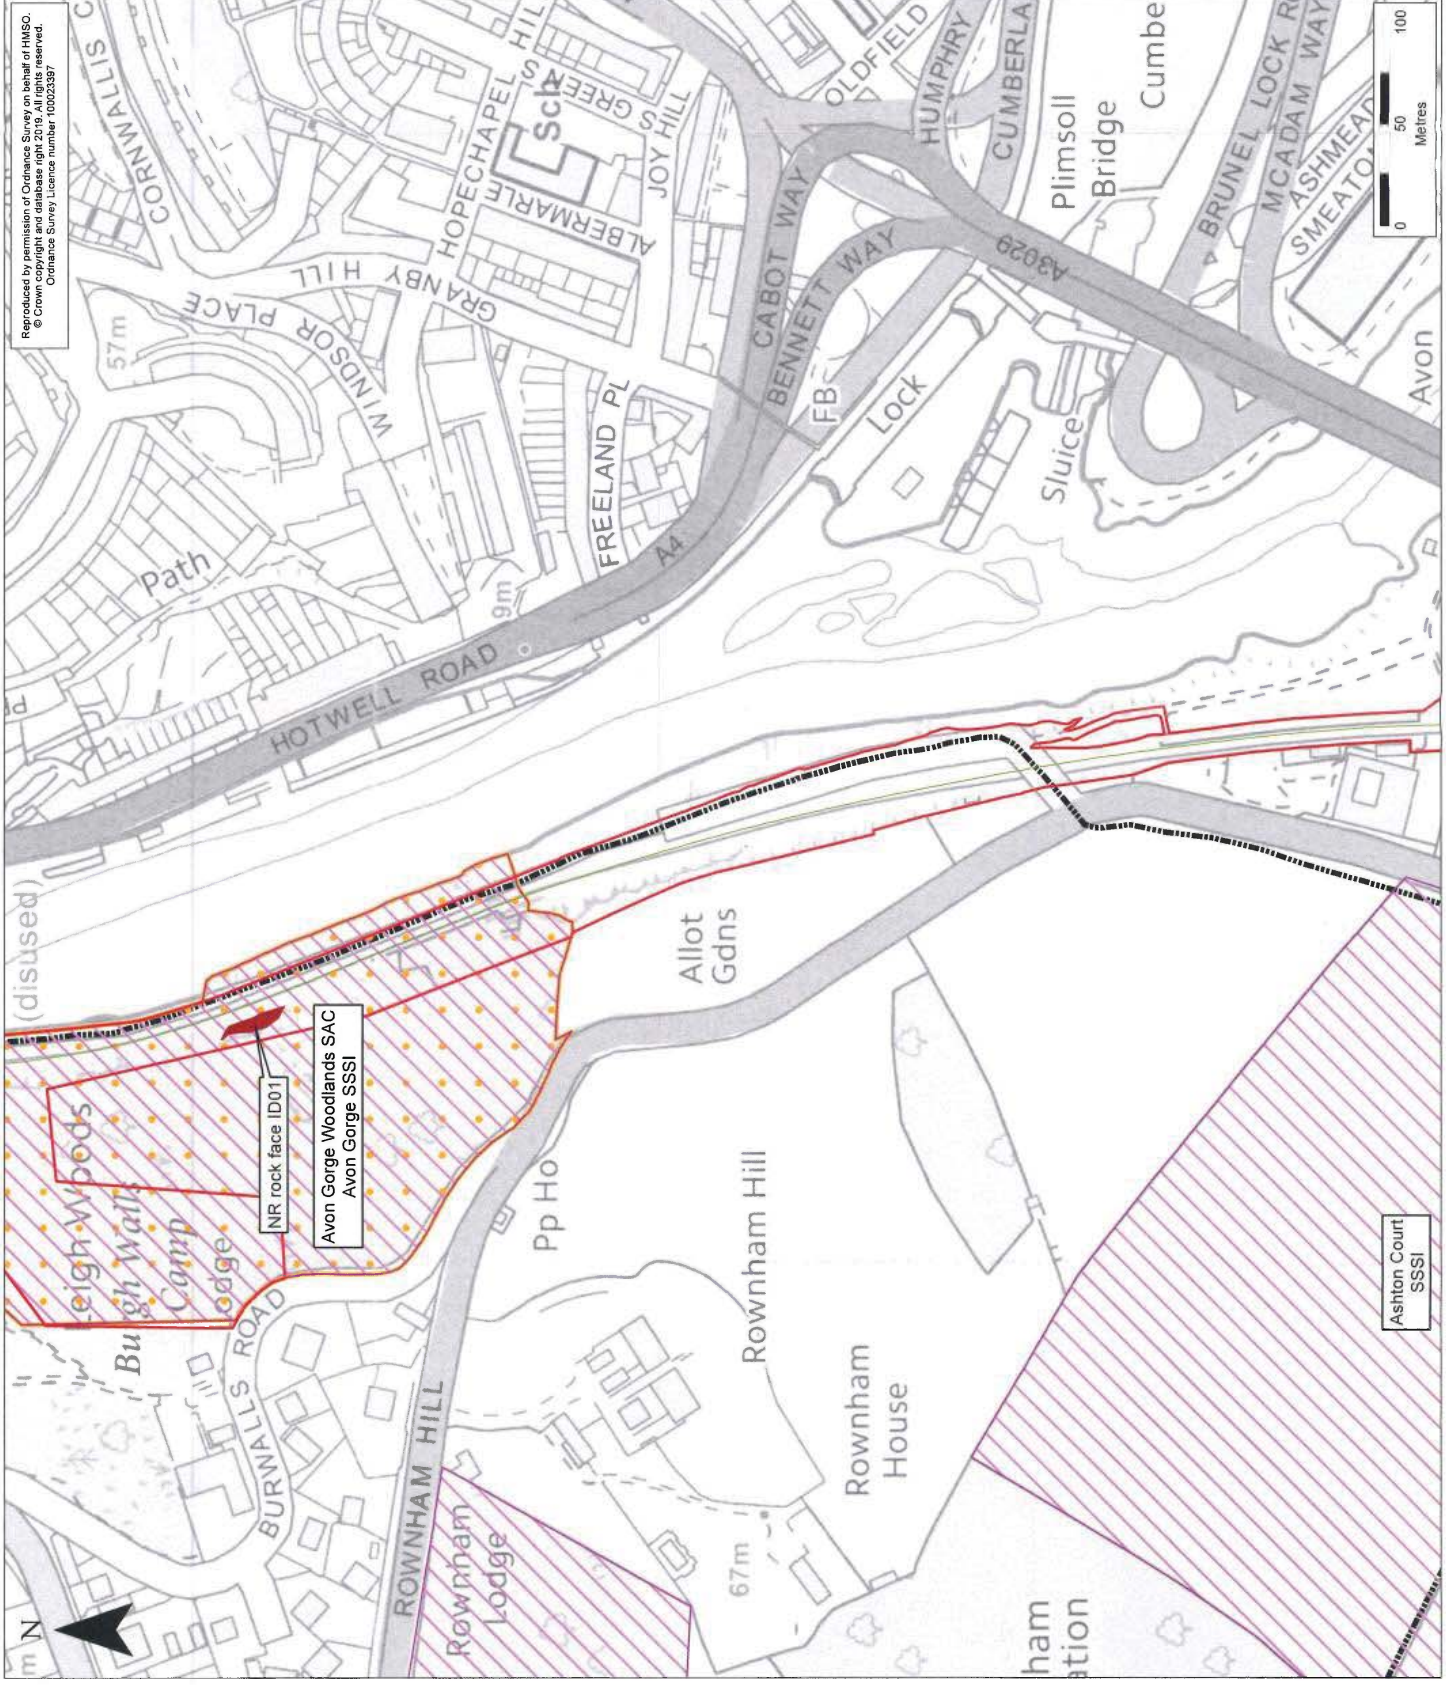 Reproduced by permission of Ordnance Survey on behalf of HMSO.
© Crown copyright and database right 2019. All rights reserved.
Ordnance Survey Licence number 100023397
CORNWALLIS C
57m
WINDSOR PLACE
GRANBY HILL
HOPECHAPEL HILL
Sch
GREEN'S
ALBERMARLE
JOY HILL
OLDFIELD
HUMPHRY
CUMBERLA
Plimsoll
Bridge
Cumbe
BRUNEL LOCK R
MCADAM WAY
ASHMEAD
SMEATON
0
50
100
Metres
Path
FREELAND PL
CABOT WAY
BENNETT WAY
A3029
FB
Lock
Sluice
Avon
A4
9m
HOTWELL ROAD
(disused)
Leigh Woods
Burgh Walls
Camp
Lodge
NR rock face ID01
Avon Gorge Woodlands SAC
Avon Gorge SSSI
Allot
Gdns
BURWALLS ROAD
Pp Ho
ROWNHAM HILL
Rownham Hill
Rownham
House
Rownham
Lodge
67m
Ashton Court
SSSI
N
m
ham
ation